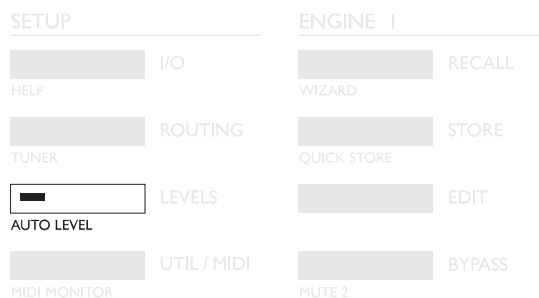 SETUP
I/O
HELP
ROUTING
TUNER
LEVELS
AUTO LEVEL
UTIL / MIDI
MIDI MONITOR
ENGINE 1
RECALL
WIZARD
STORE
QUICK STORE
EDIT
BYPASS
MUTE 2